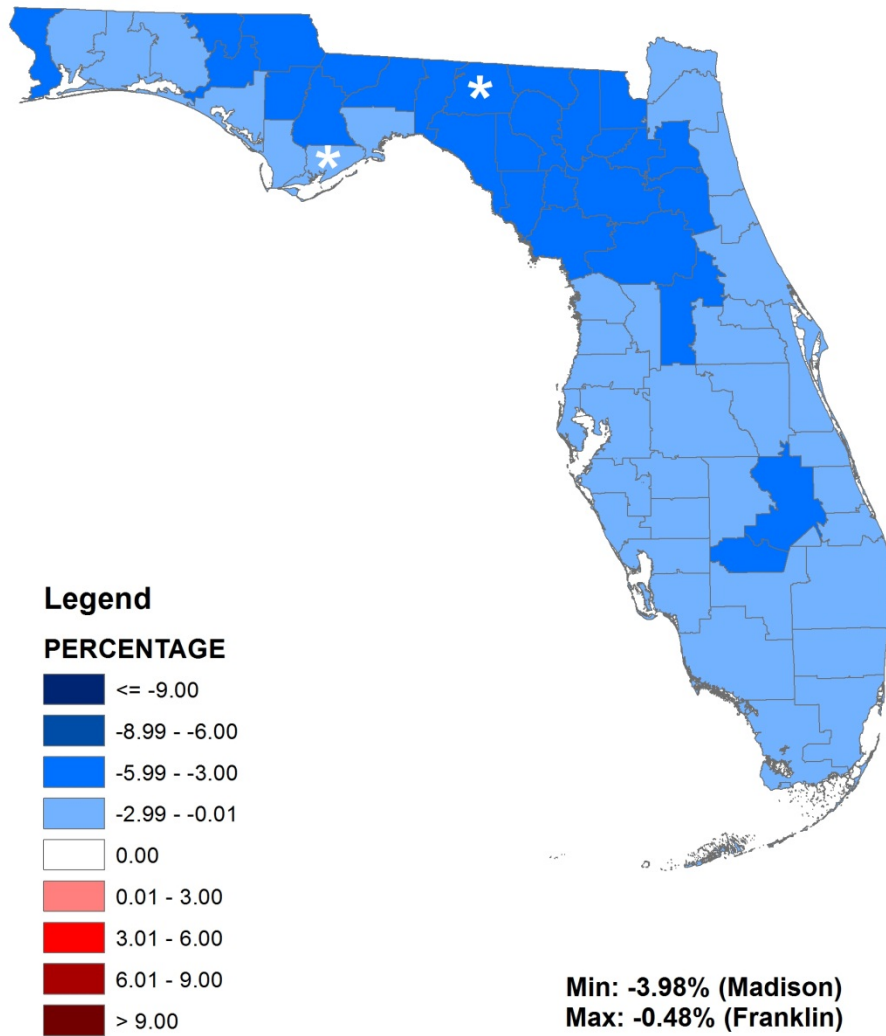 *
*
Legend
PERCENTAGE
<= -9.00
-8.99 - -6.00
-5.99 - -3.00
-2.99 - -0.01
0.00
0.01 - 3.00
3.01 - 6.00
6.01 - 9.00
> 9.00
Min: -3.98% (Madison)
Max: -0.48% (Franklin)